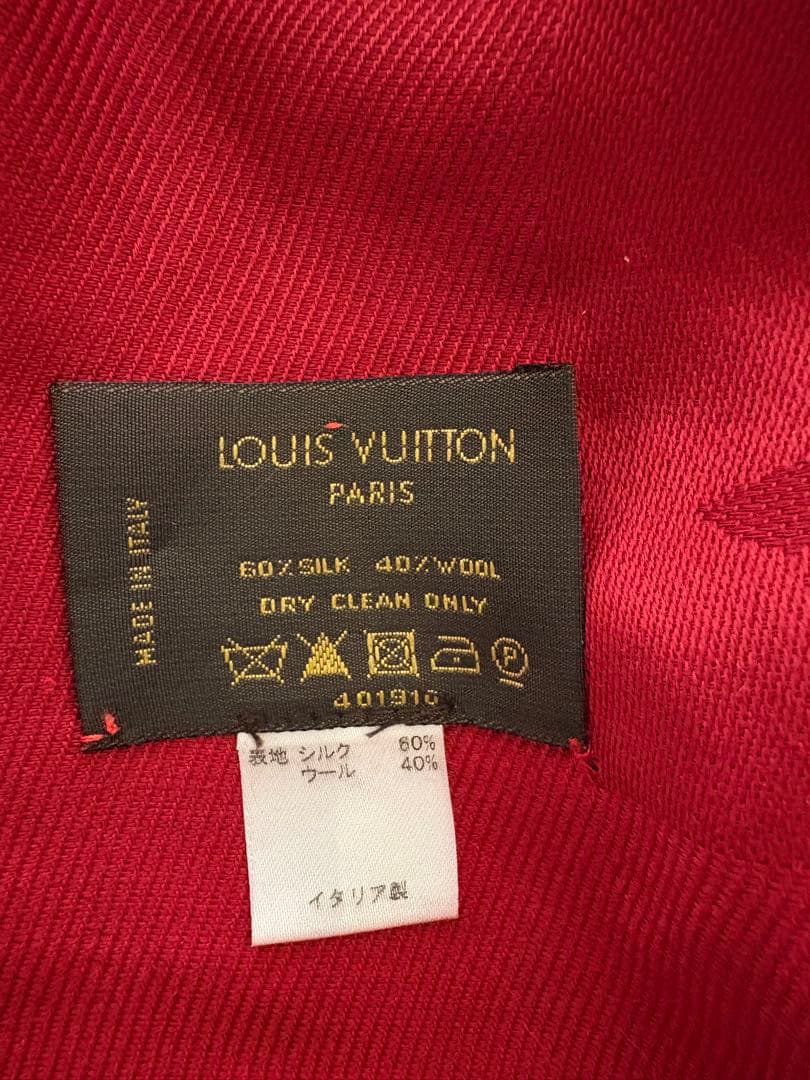 LOUIS VUITTON
PARIS
MADE IN ITALY
60% SILK 40% WOOL
DRY CLEAN ONLY
P
401910
表地 シルク 60%
ウール 40%
イタリア製